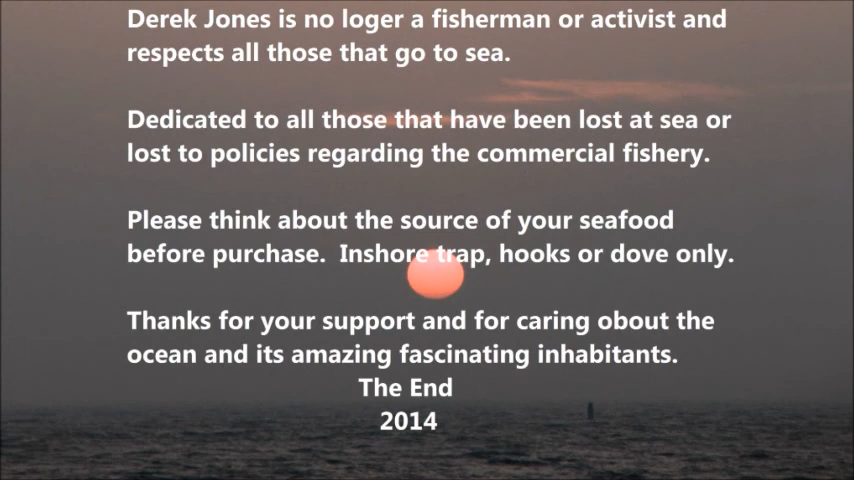 Derek Jones is no loger a fisherman or activist and
respects all those that go to sea.
Dedicated to all those that have been lost at sea or
lost to policies regarding the commercial fishery.
Please think about the source of your seafood
before purchase.  Inshore trap, hooks or dove only.
Thanks for your support and for caring obout the
ocean and its amazing fascinating inhabitants.
The End
2014